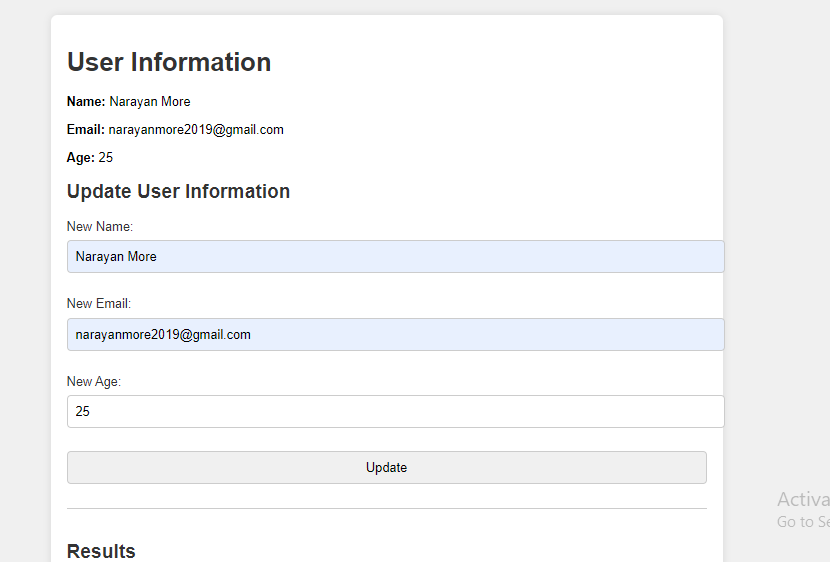 User Information
Name: Narayan More
Email: narayanmore2019@gmail.com
Age: 25
Update User Information
New Name:
Narayan More
New Email:
narayanmore2019@gmail.com
New Age:
25
Update
Results
Activa
Go to Se